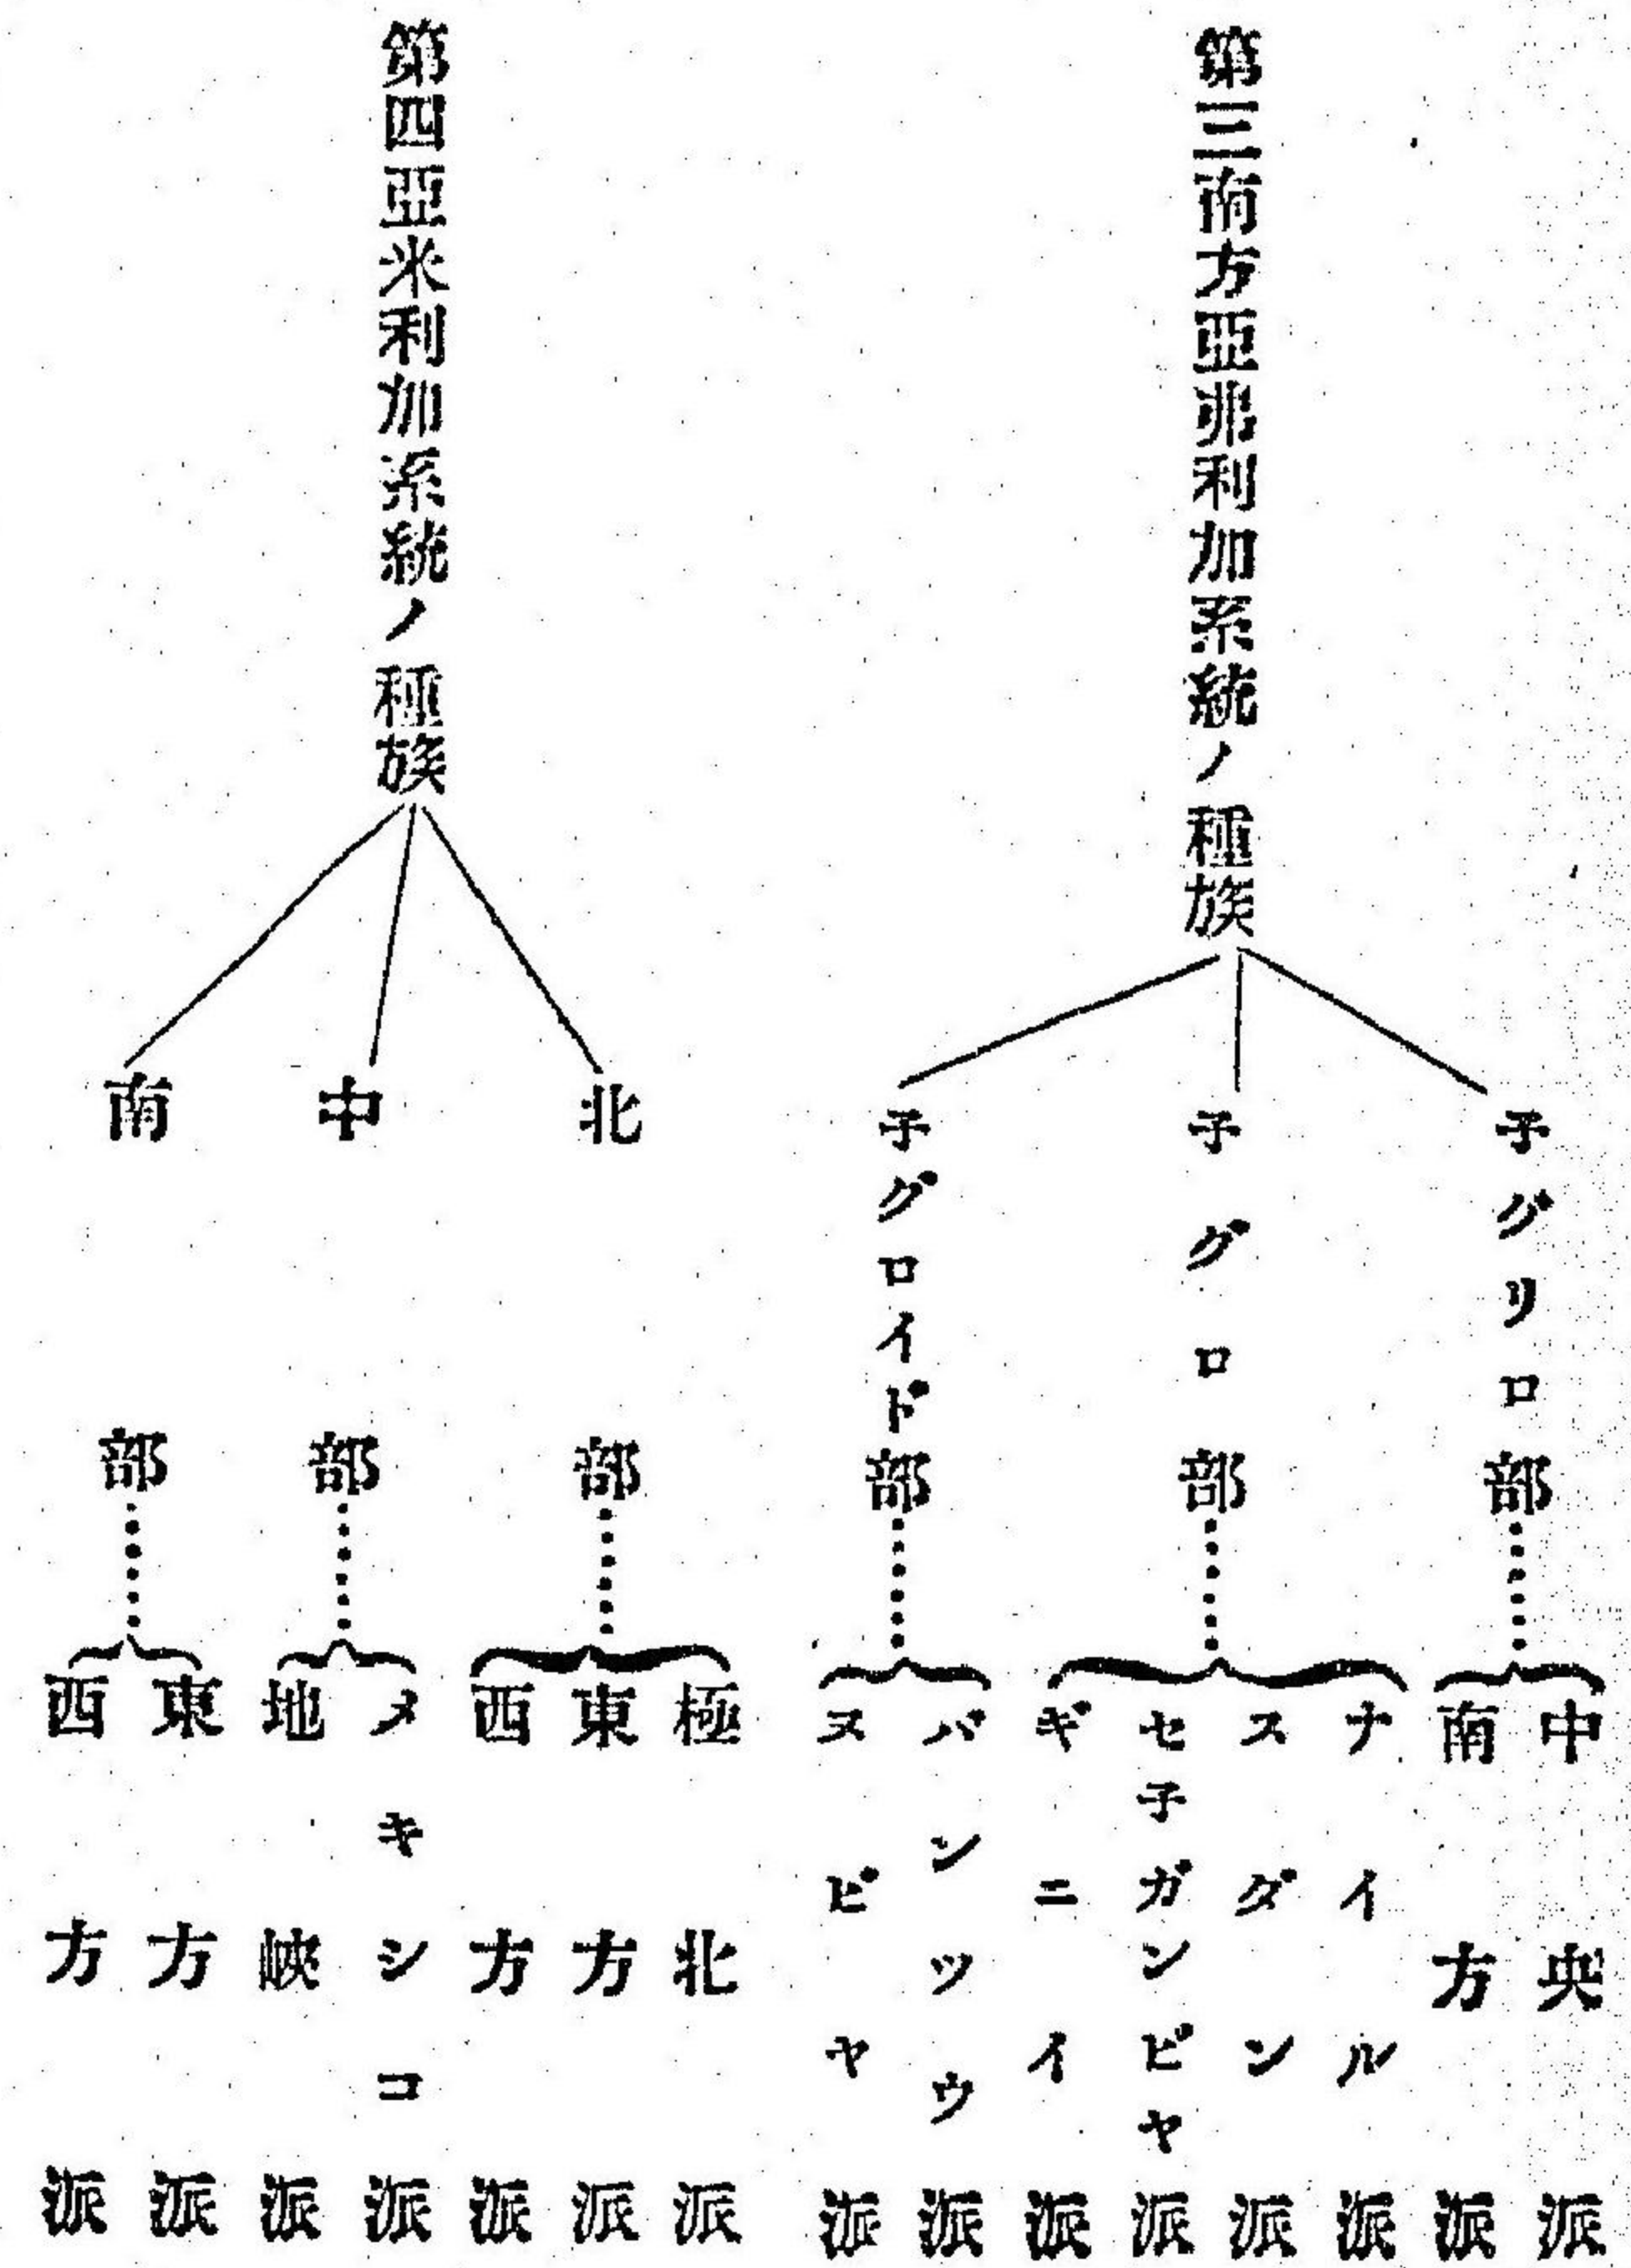 第三南方亞弗利加系統ノ種族
子グリロ部
中央派
南方派
子グロ部
ナイル派
スダン派
セ子ガンビヤ派
ギニイ派
子グロイド部
バンツウ派
ヌビヤ派
第四亞米利加系統ノ種族
北部
極北派
東方派
西方派
中部
メキシコ派
地峽派
南部
東方派
西方派